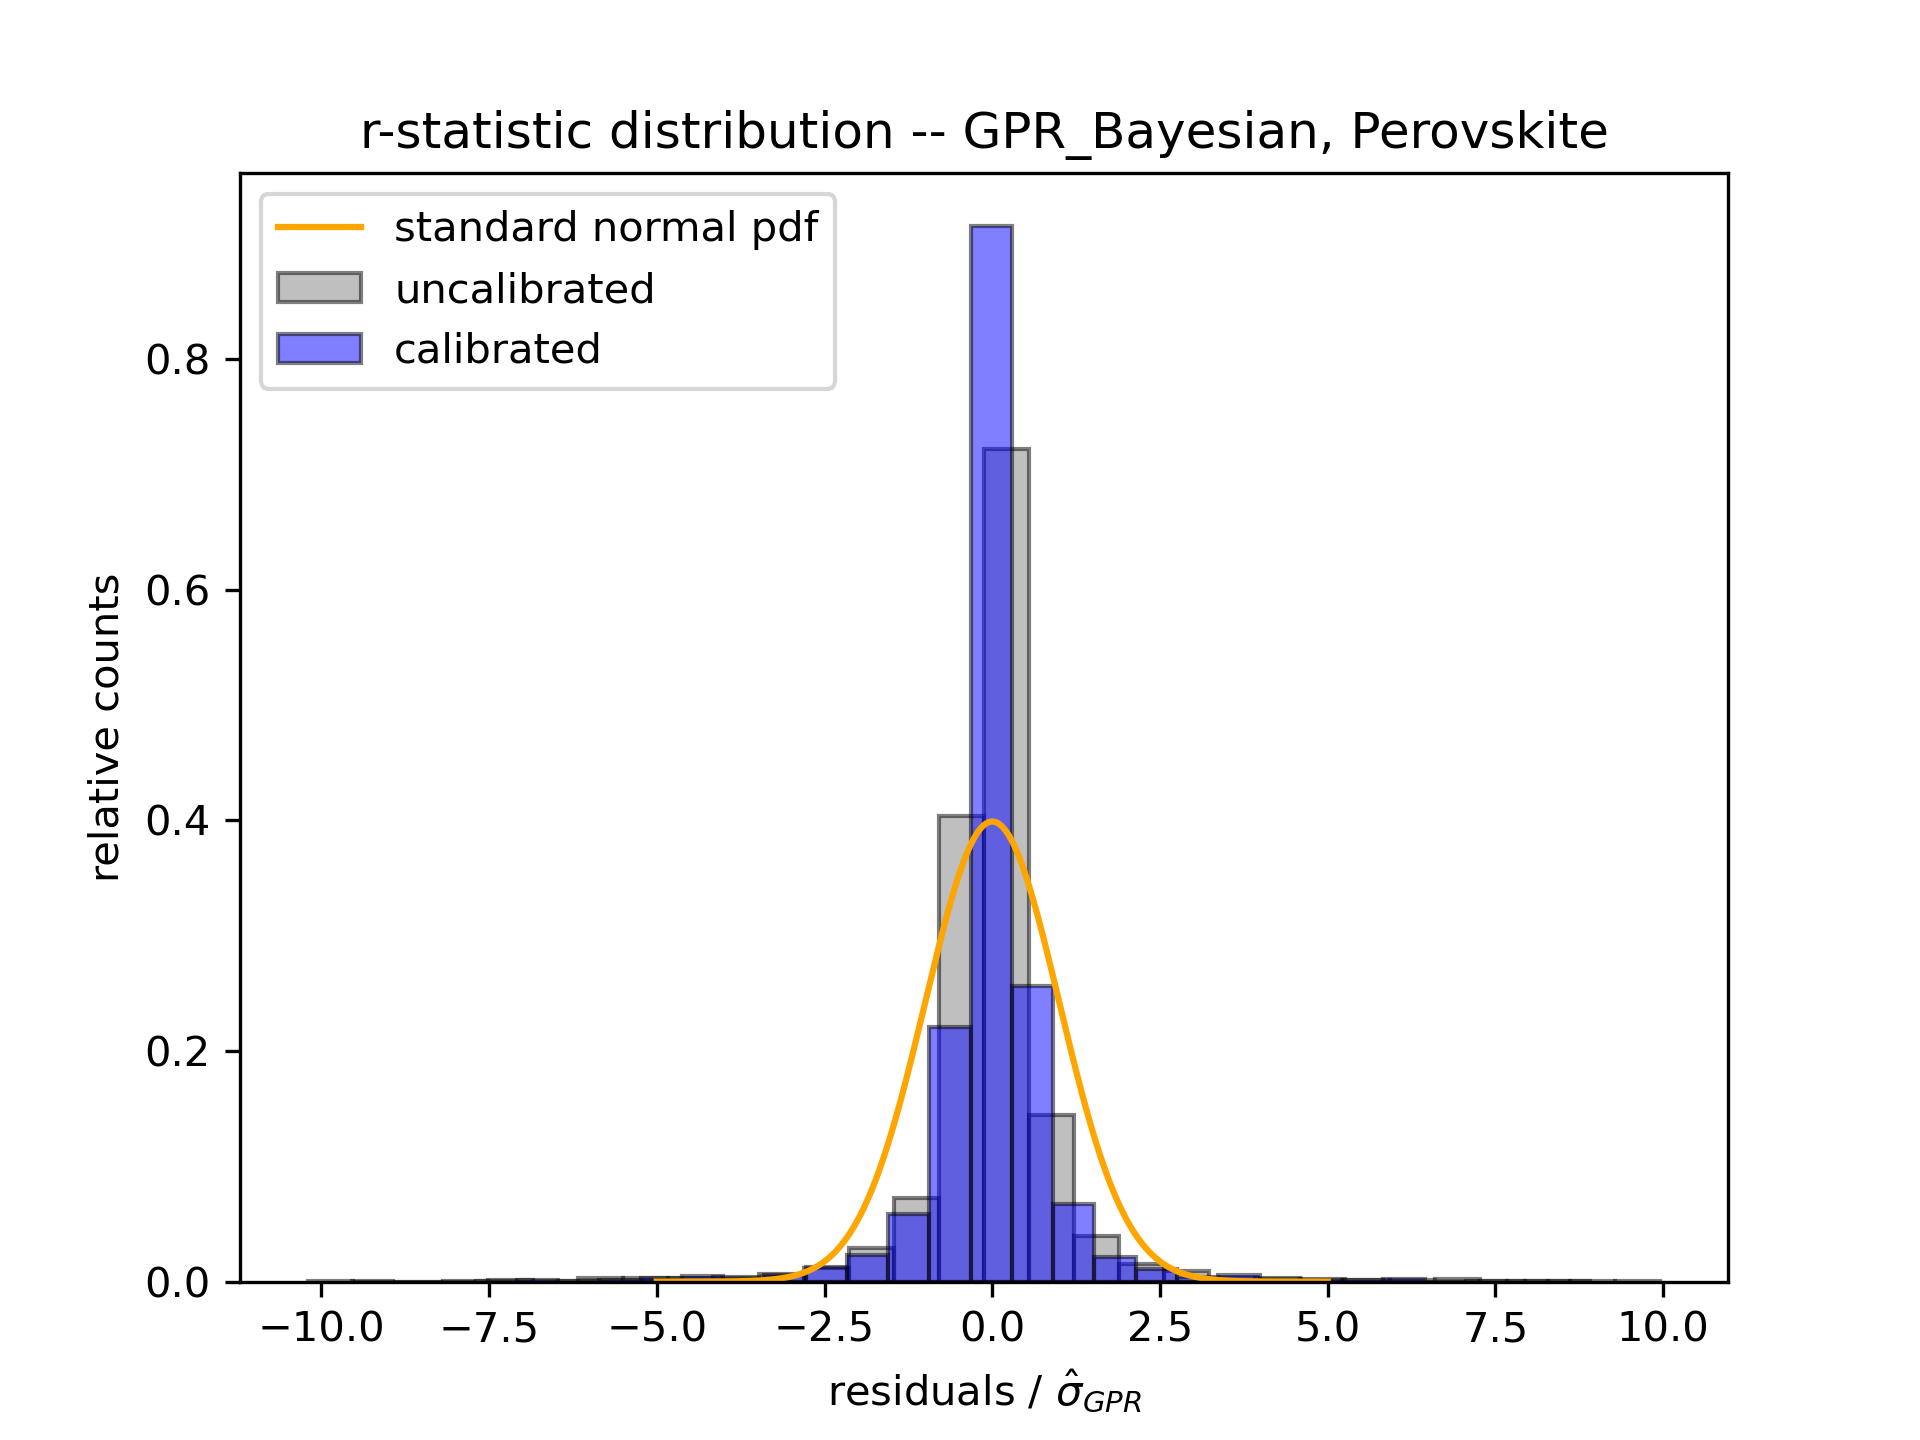 r-statistic distribution -- GPR_Bayesian, Perovskite
standard normal pdf
uncalibrated
calibrated
relative counts
0.8
0.6
0.4
0.2
0.0
−10.0 −7.5 −5.0 −2.5 0.0 2.5 5.0 7.5 10.0
residuals / σ̂_GPR